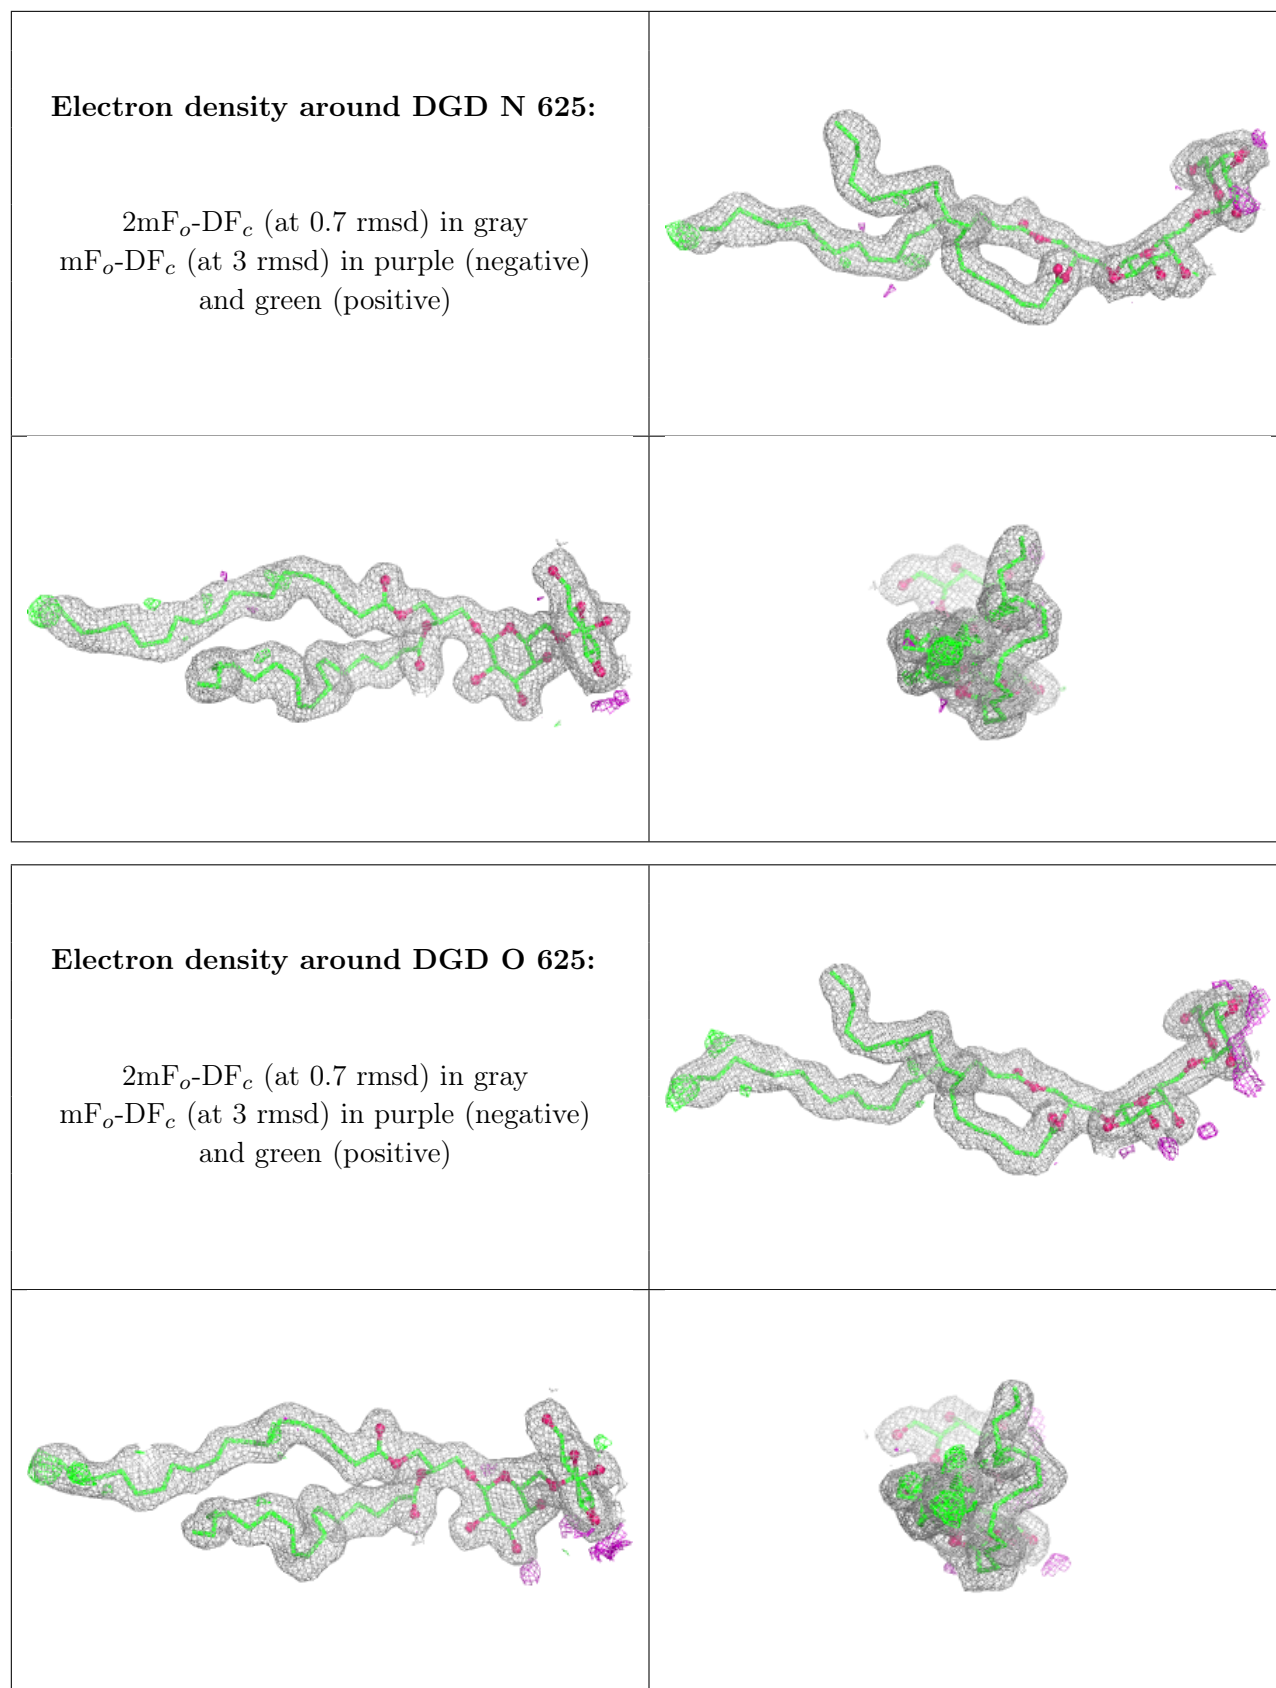 Electron density around DGD N 625:
2mFo-DFc (at 0.7 rmsd) in gray
mFo-DFc (at 3 rmsd) in purple (negative)
and green (positive)
Electron density around DGD O 625:
2mFo-DFc (at 0.7 rmsd) in gray
mFo-DFc (at 3 rmsd) in purple (negative)
and green (positive)